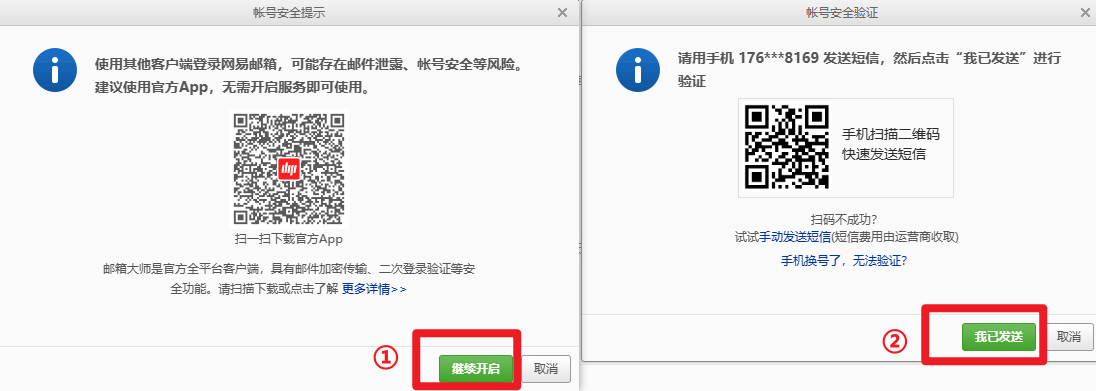 帐号安全提示
使用其他客户端登录网易邮箱，可能存在邮件泄露、帐号安全等风险。
建议使用官方App，无需开启服务即可使用。
扫一扫下载官方App
邮箱大师是官方全平台客户端，具有邮件加密传输、二次登录验证等安
全功能。请扫描下载或点击了解 更多详情>>
①
继续开启
取消
帐号安全验证
请用手机 176***8169 发送短信，然后点击“我已发送”进行
验证
手机扫描二维码
快速发送短信
扫码不成功？
试试手动发送短信(短信费用由运营商收取)
手机换号了，无法验证？
②
我已发送
取消